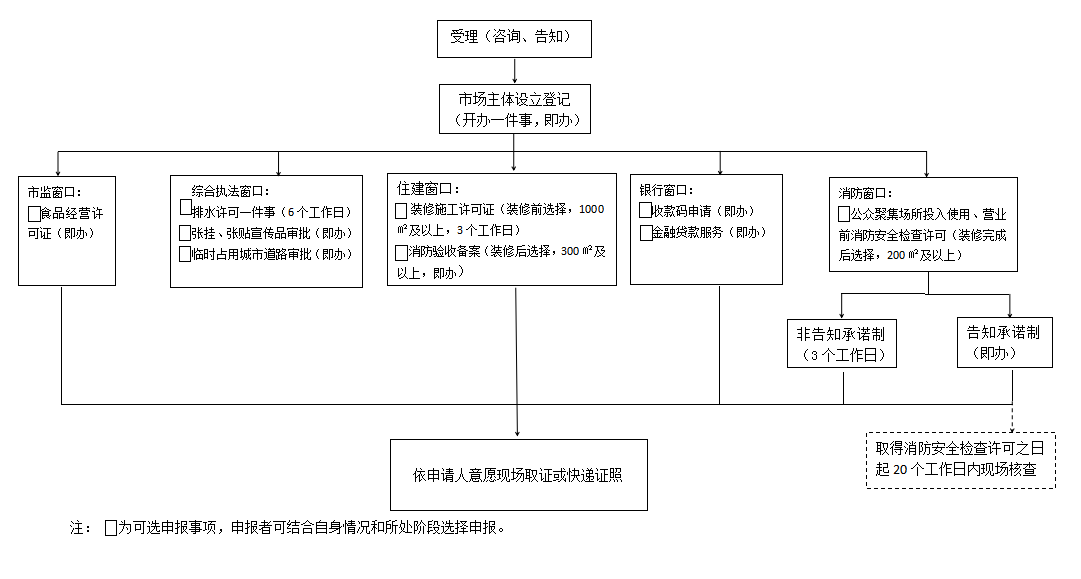 受理（咨询、告知）
市场主体设立登记
（开办一件事，即办）
市监窗口：
□食品经营许
可证（即办）
综合执法窗口：
□排水许可一件事（6个工作日）
□张挂、张贴宣传品审批（即办）
□临时占用城市道路审批（即办）
住建窗口：
□装修施工许可证（装修前选择，1000
㎡及以上，3个工作日）
□消防验收备案（装修后选择，300㎡及
以上，即办）
银行窗口：
□收款码申请（即办）
□金融贷款服务（即办）
消防窗口：
□公众聚集场所投入使用、营业
前消防安全检查许可（装修完成
后选择，200㎡及以上）
非告知承诺制
（3个工作日）
告知承诺制
（即办）
取得消防安全检查许可之日
起20个工作日内现场核查
依申请人意愿现场取证或快递证照
注：□为可选申报事项，申报者可结合自身情况和所处阶段选择申报。